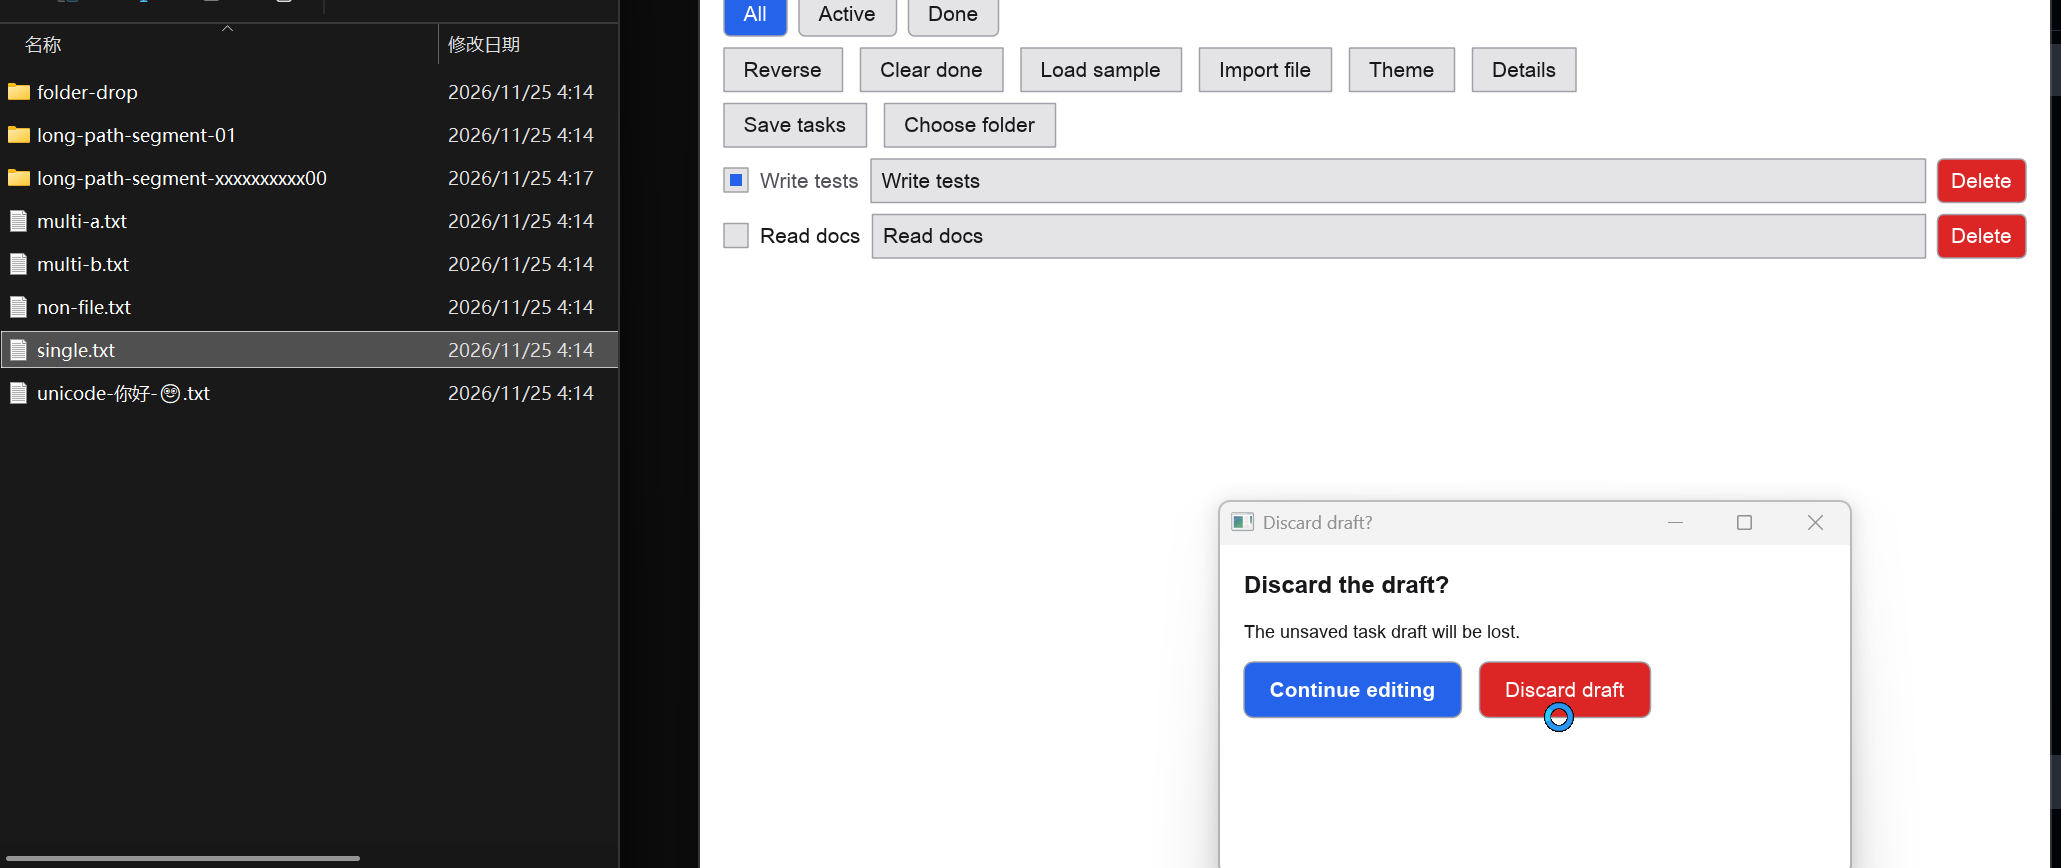 名称 修改日期
folder-drop 2026/11/25 4:14
long-path-segment-01 2026/11/25 4:14
long-path-segment-xxxxxxxxxx00 2026/11/25 4:17
multi-a.txt 2026/11/25 4:14
multi-b.txt 2026/11/25 4:14
non-file.txt 2026/11/25 4:14
single.txt 2026/11/25 4:14
unicode-你好-😳.txt 2026/11/25 4:14
All Active Done
Reverse Clear done Load sample Import file Theme Details
Save tasks Choose folder
Write tests Write tests Delete
Read docs Read docs Delete
Discard draft?
Discard the draft?
The unsaved task draft will be lost.
Continue editing Discard draft